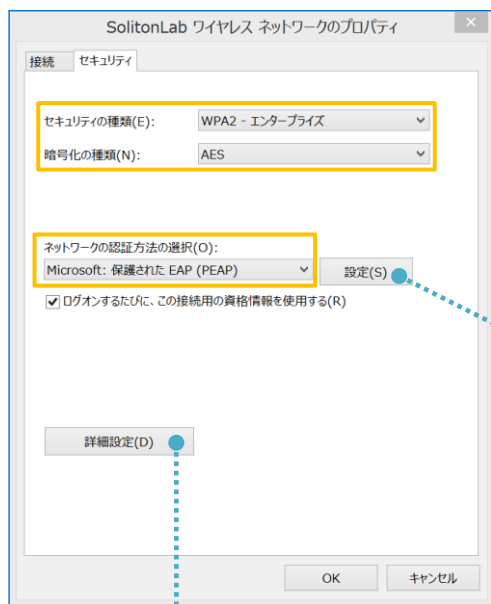 SolitonLab ワイヤレス ネットワークのプロパティ
接続 セキュリティ
セキュリティの種類(E): WPA2 - エンタープライズ
暗号化の種類(N): AES
ネットワークの認証方法の選択(O):
Microsoft: 保護された EAP (PEAP) 設定(S)
ログオンするたびに、この接続用の資格情報を使用する(R)
詳細設定(D)
OK キャンセル